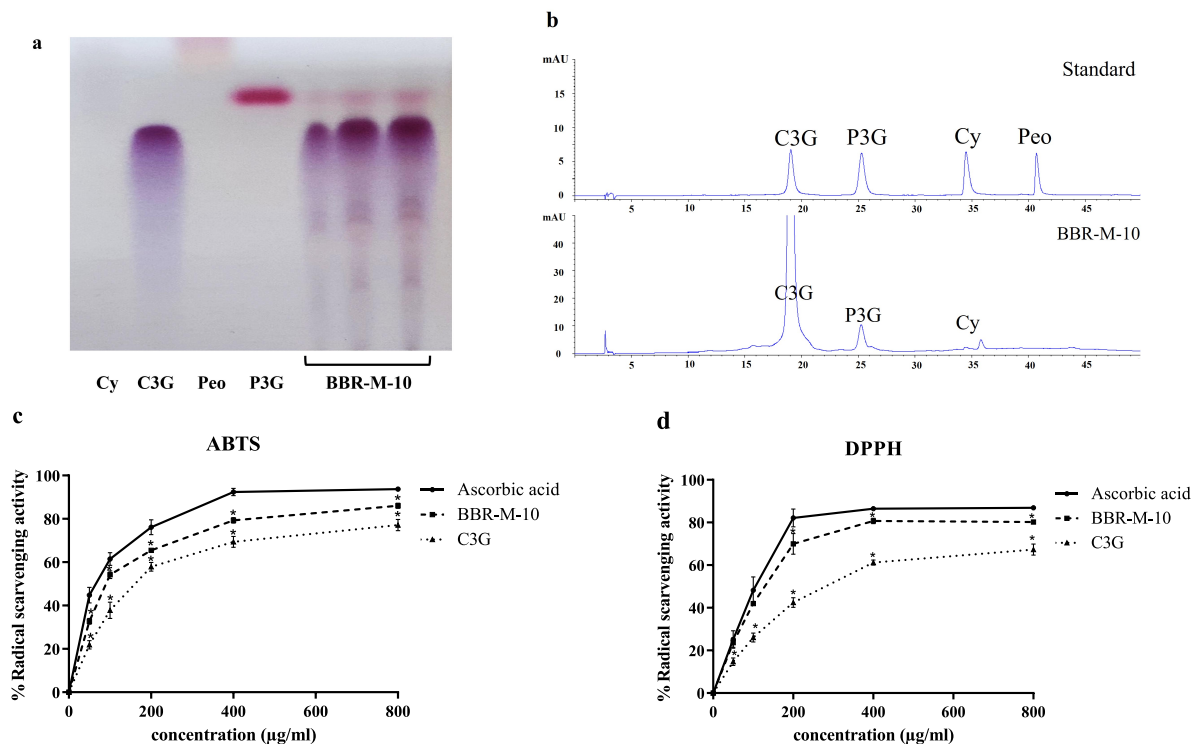 a
Cy C3G Peo P3G BBR-M-10
b
mAU
Standard
15
10
5
0
C3G P3G Cy Peo
5 10 15 20 25 30 35 40 45
mAU
BBR-M-10
40
30
20
10
0
C3G
P3G
Cy
5 10 15 20 25 30 35 40 45
c
ABTS
% Radical scarvenging activity
100
80
60
40
20
0
0 200 400 600 800
concentration (μg/ml)
Ascorbic acid
BBR-M-10
C3G
* * * * * * * * * *
d
DPPH
% Radical scarvenging activity
100
80
60
40
20
0
0 200 400 600 800
concentration (μg/ml)
Ascorbic acid
BBR-M-10
C3G
* * * * * * * *